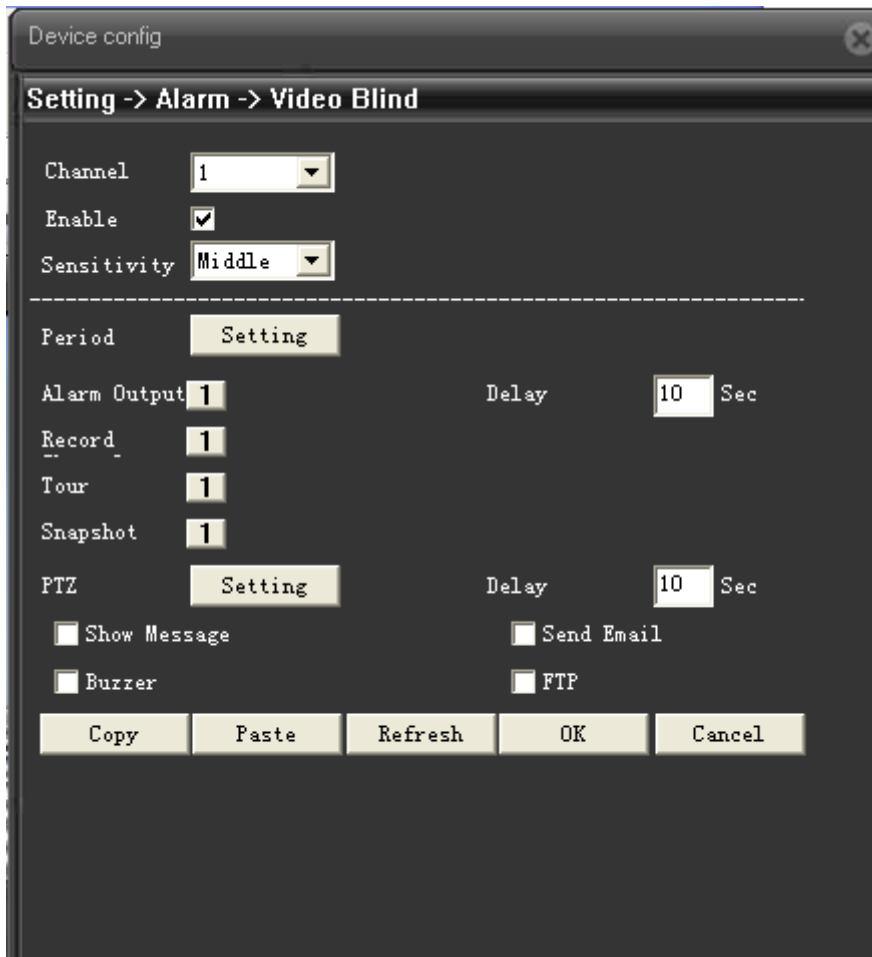 Device config
Setting -> Alarm -> Video Blind
Channel 1
Enable
Sensitivity Middle
Period Setting
Alarm Output 1 Delay 10 Sec
Record 1
Tour 1
Snapshot 1
PTZ Setting Delay 10 Sec
Show Message Send Email
Buzzer FTP
Copy Paste Refresh OK Cancel